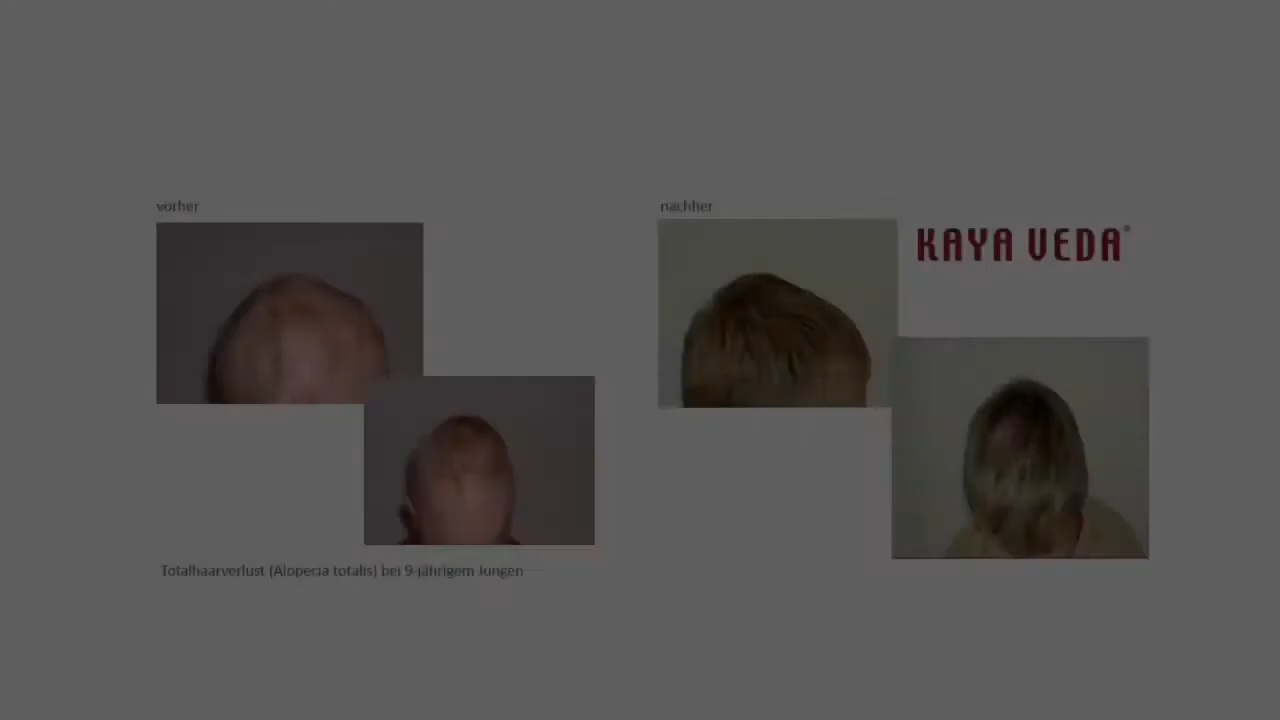 vorher
nachher
KAYA VEDA®
Totalhaarverlust (Alopecia totalis) bei 9-jährigem Jungen